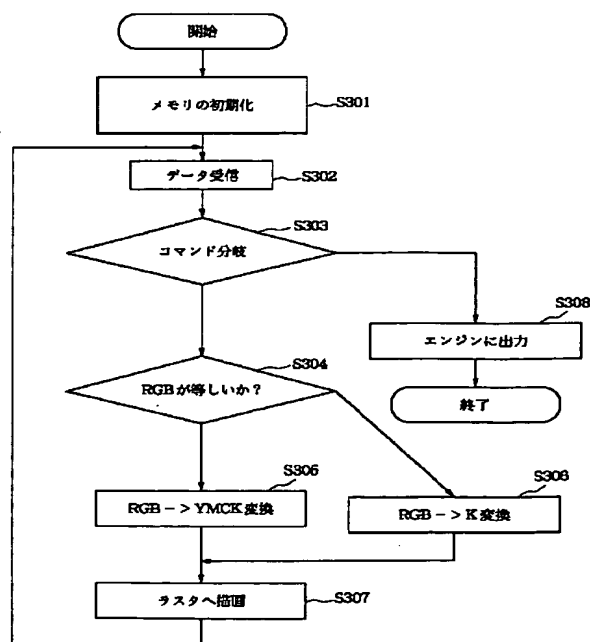 開始
メモリの初期化
S301
データ受信
S302
S303
コマンド分岐
S308
エンジンに出力
S304
RGBが等しいか?
終了
S306
S306
RGB->YMCK変換
RGB->K変換
ラスタへ描画
S307